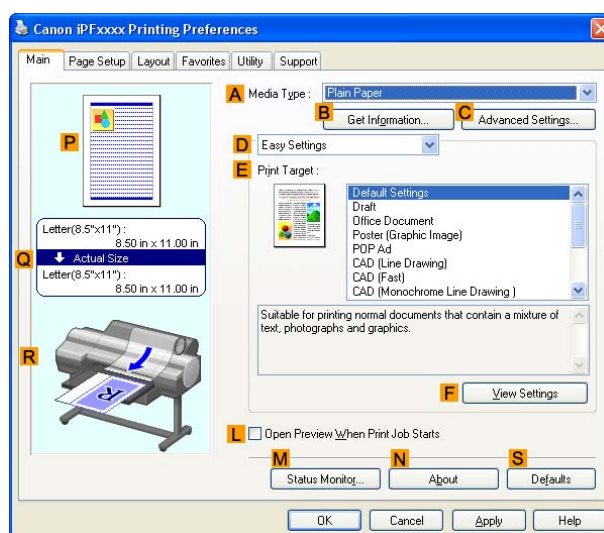 Canon iPFxxxx Printing Preferences
Main Page Setup Layout Favorites Utility Support
A Media Type : Plain Paper
B Get Information... C Advanced Settings...
D Easy Settings
E Print Target :
P
Default Settings
Draft
Office Document
Poster (Graphic Image)
POP Ad
CAD (Line Drawing)
CAD (Fast)
CAD (Monochrome Line Drawing )
Q
Letter(8.5"x11") :
8.50 in x 11.00 in
Actual Size
Letter(8.5"x11") :
8.50 in x 11.00 in
Suitable for printing normal documents that contain a mixture of
text, photographs and graphics.
R
R
F View Settings
L Open Preview When Print Job Starts
M Status Monitor... N About S Defaults
OK Cancel Apply Help